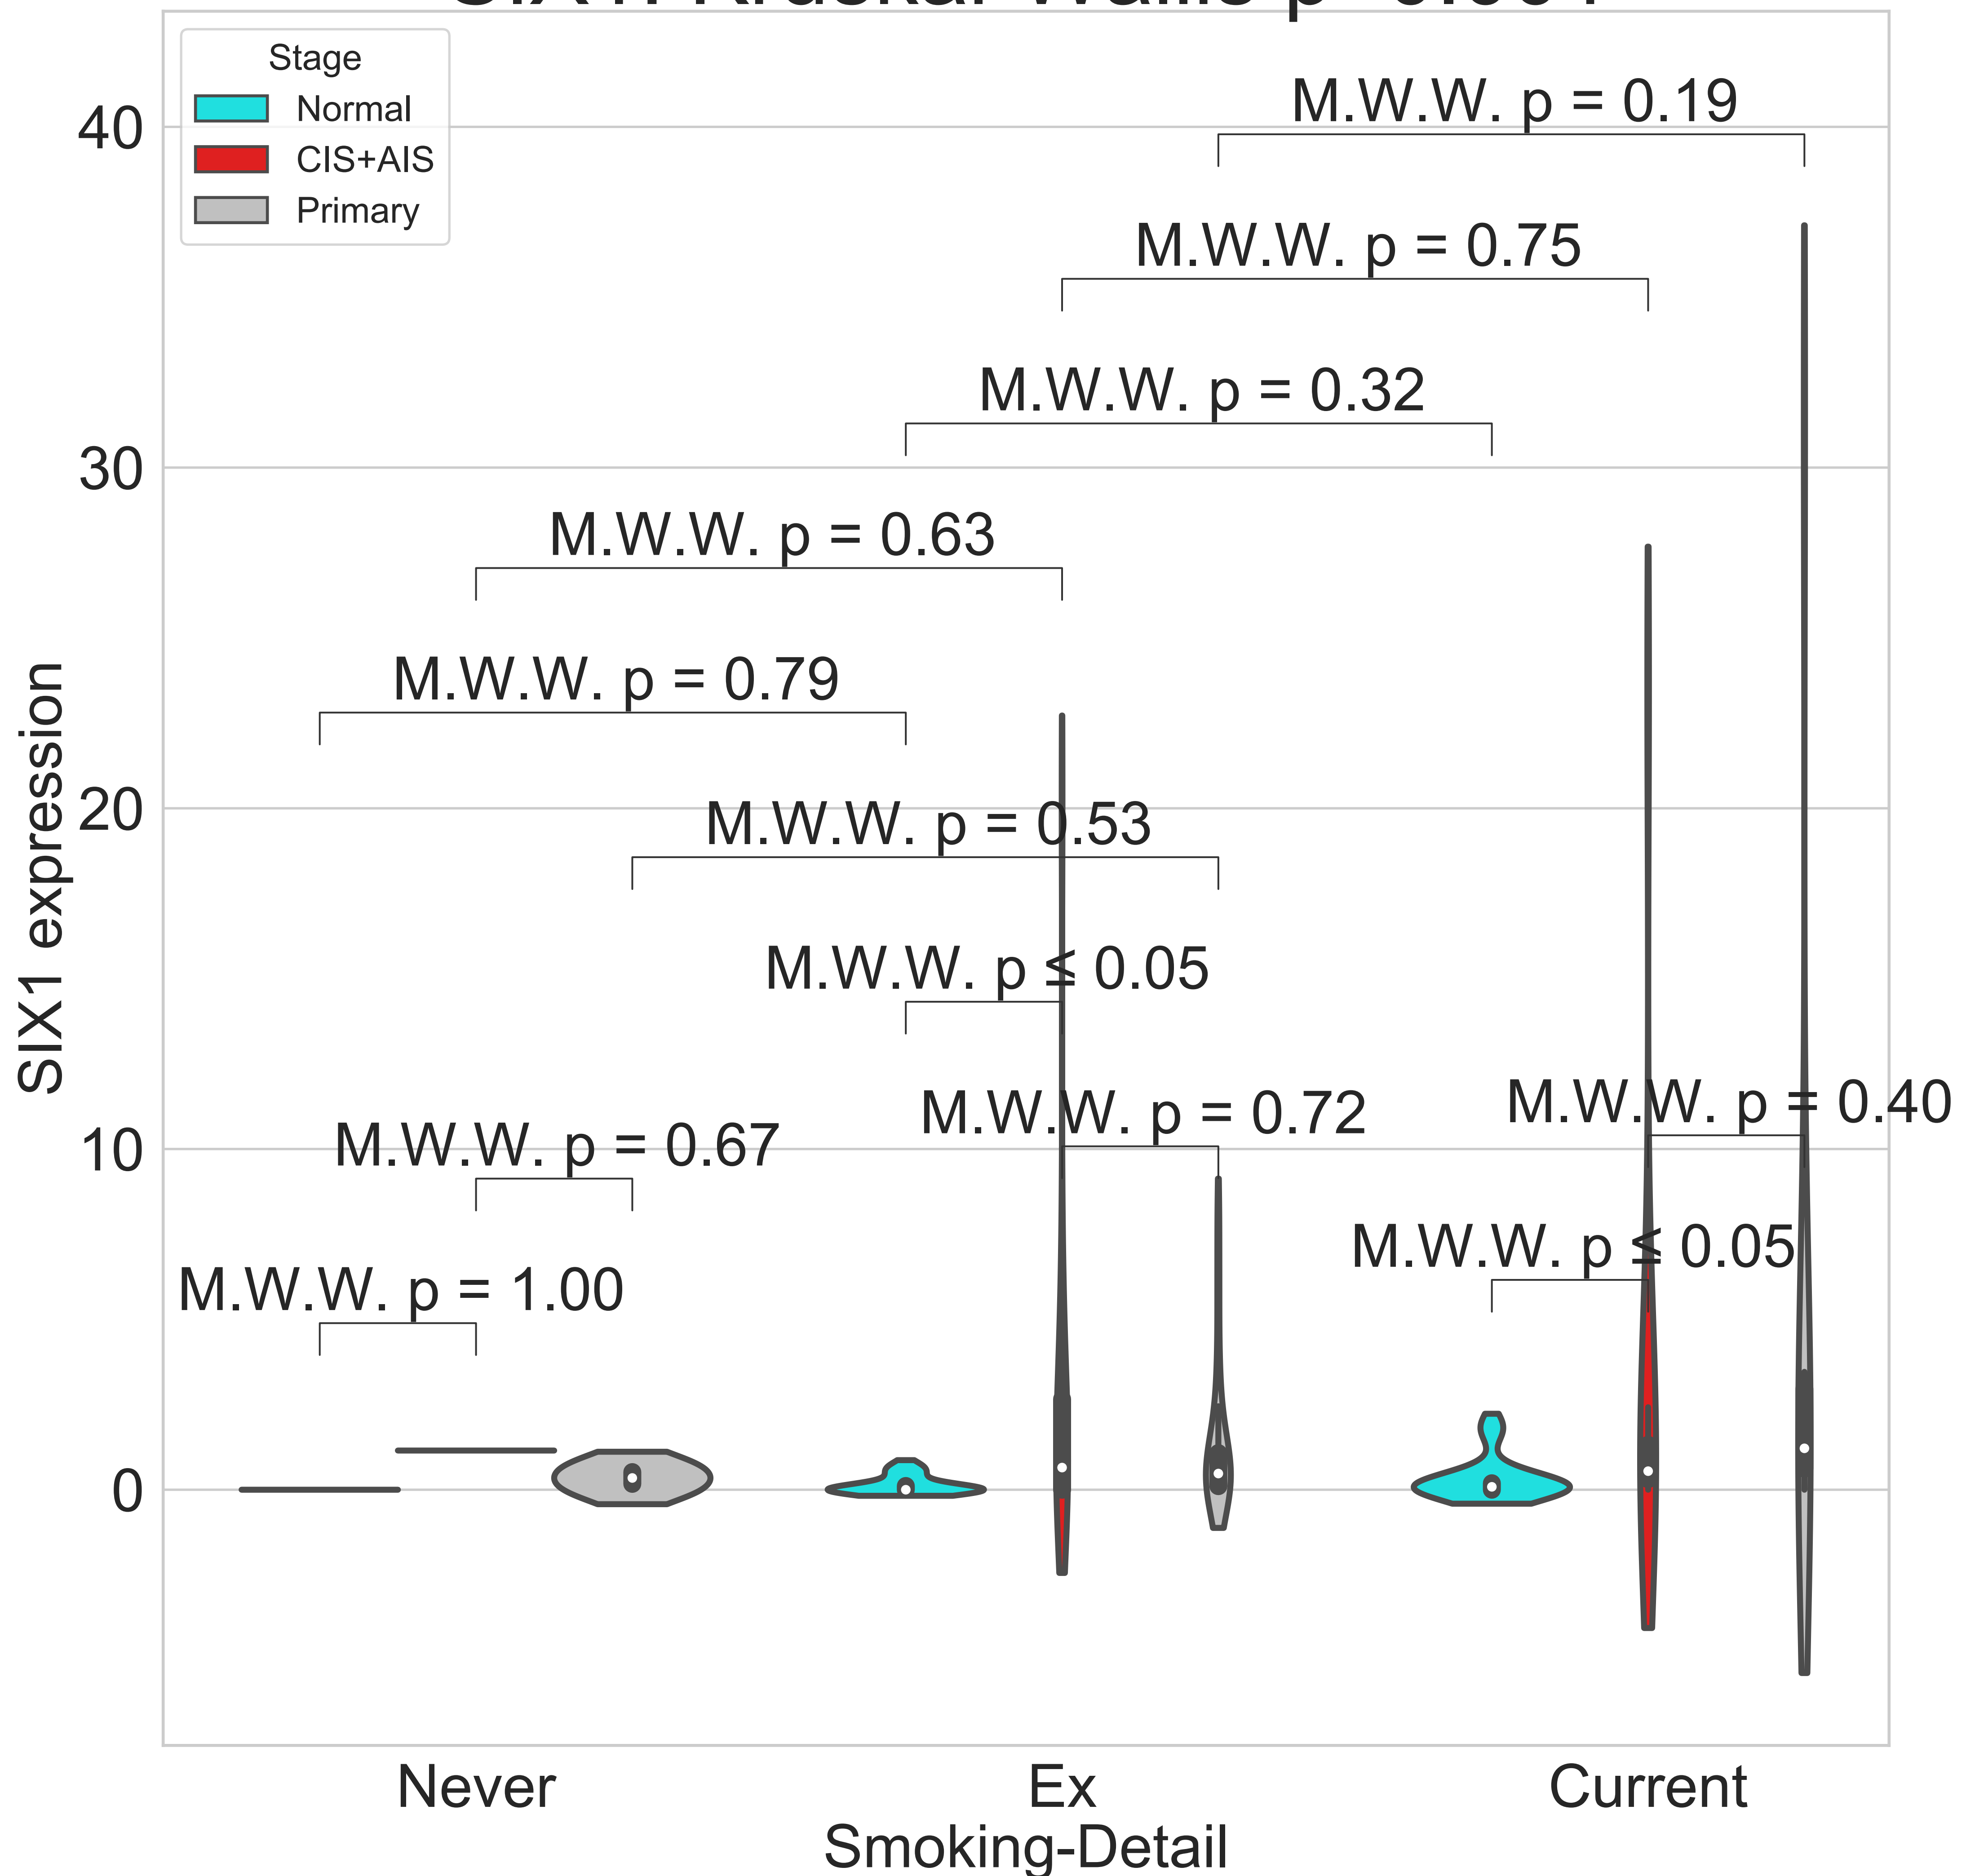 Stage
Normal
CIS+AIS
Primary
M.W.W. p = 0.19
M.W.W. p = 0.75
M.W.W. p = 0.32
M.W.W. p = 0.63
M.W.W. p = 0.79
M.W.W. p = 0.53
M.W.W. p ≤ 0.05
M.W.W. p = 0.72
M.W.W. p = 0.40
M.W.W. p = 0.67
M.W.W. p ≤ 0.05
M.W.W. p = 1.00
40
30
20
10
0
SIX1 expression
Never
Ex
Current
Smoking-Detail